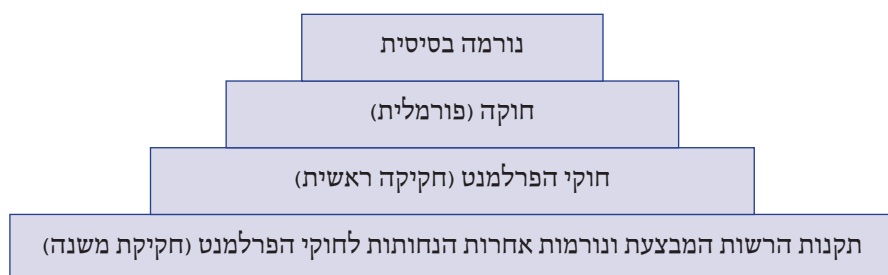 נורמה בסיסית
חוקה (פורמלית)
חוקי הפרלמנט (חקיקה ראשית)
תקנות הרשות המבצעת ונורמות אחרות הנחותות לחוקי הפרלמנט (חקיקת משנה)